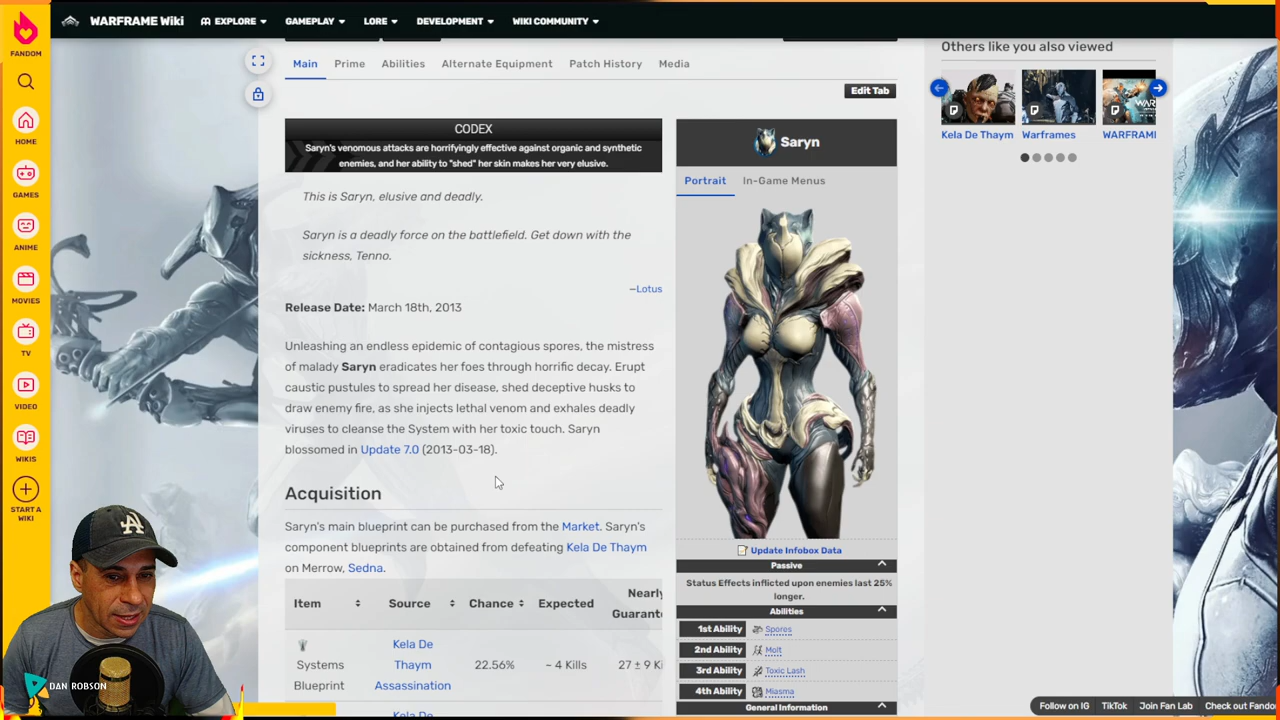 WARFRAME Wiki
EXPLORE
GAMEPLAY
LORE
DEVELOPMENT
WIKI COMMUNITY
FANDOM
HOME
GAMES
ANIME
MOVIES
TV
VIDEO
WIKIS
START A
WIKI
Main
Prime
Abilities
Alternate Equipment
Patch History
Media
Edit Tab
CODEX
Saryn's venomous attacks are horrifyingly effective against organic and synthetic
enemies, and her ability to "shed" her skin makes her very elusive.
This is Saryn, elusive and deadly.
Saryn is a deadly force on the battlefield. Get down with the
sickness, Tenno.
—Lotus
Release Date: March 18th, 2013
Unleashing an endless epidemic of contagious spores, the mistress
of malady Saryn eradicates her foes through horrific decay. Erupt
caustic pustules to spread her disease, shed deceptive husks to
draw enemy fire, as she injects lethal venom and exhales deadly
viruses to cleanse the System with her toxic touch. Saryn
blossomed in Update 7.0 (2013-03-18).
Acquisition
Saryn's main blueprint can be purchased from the Market. Saryn's
component blueprints are obtained from defeating Kela De Thaym
on Merrow, Sedna.
Item
Source
Chance
Expected
Nearly
Guarante
Systems
Blueprint
Kela De
Thaym
Assassination
22.56%
~ 4 Kills
27 ± 9 Ki
Kela De
Saryn
Portrait
In-Game Menus
Update Infobox Data
Passive
Status Effects inflicted upon enemies last 25%
longer.
Abilities
1st Ability Spores
2nd Ability Molt
3rd Ability Toxic Lash
4th Ability Miasma
General Information
Others like you also viewed
Kela De Thaym
Warframes
WARFRAMI
Follow on IG
TikTok
Join Fan Lab
Check out Fando
DAN ROBSON